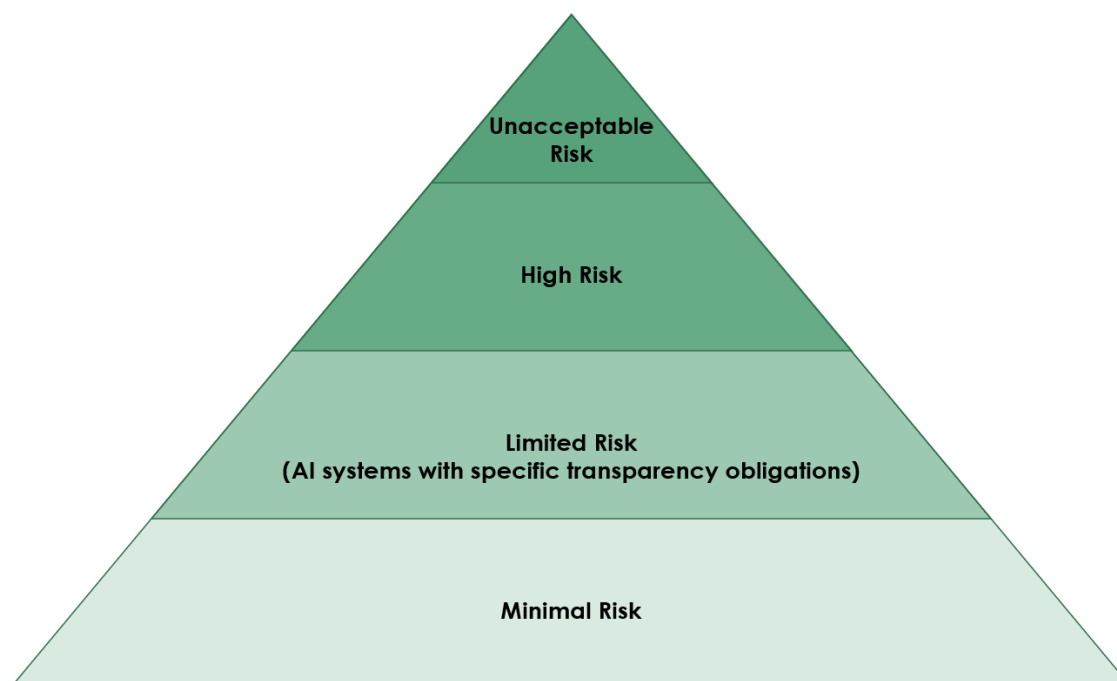 Unacceptable
Risk
High Risk
Limited Risk
(AI systems with specific transparency obligations)
Minimal Risk